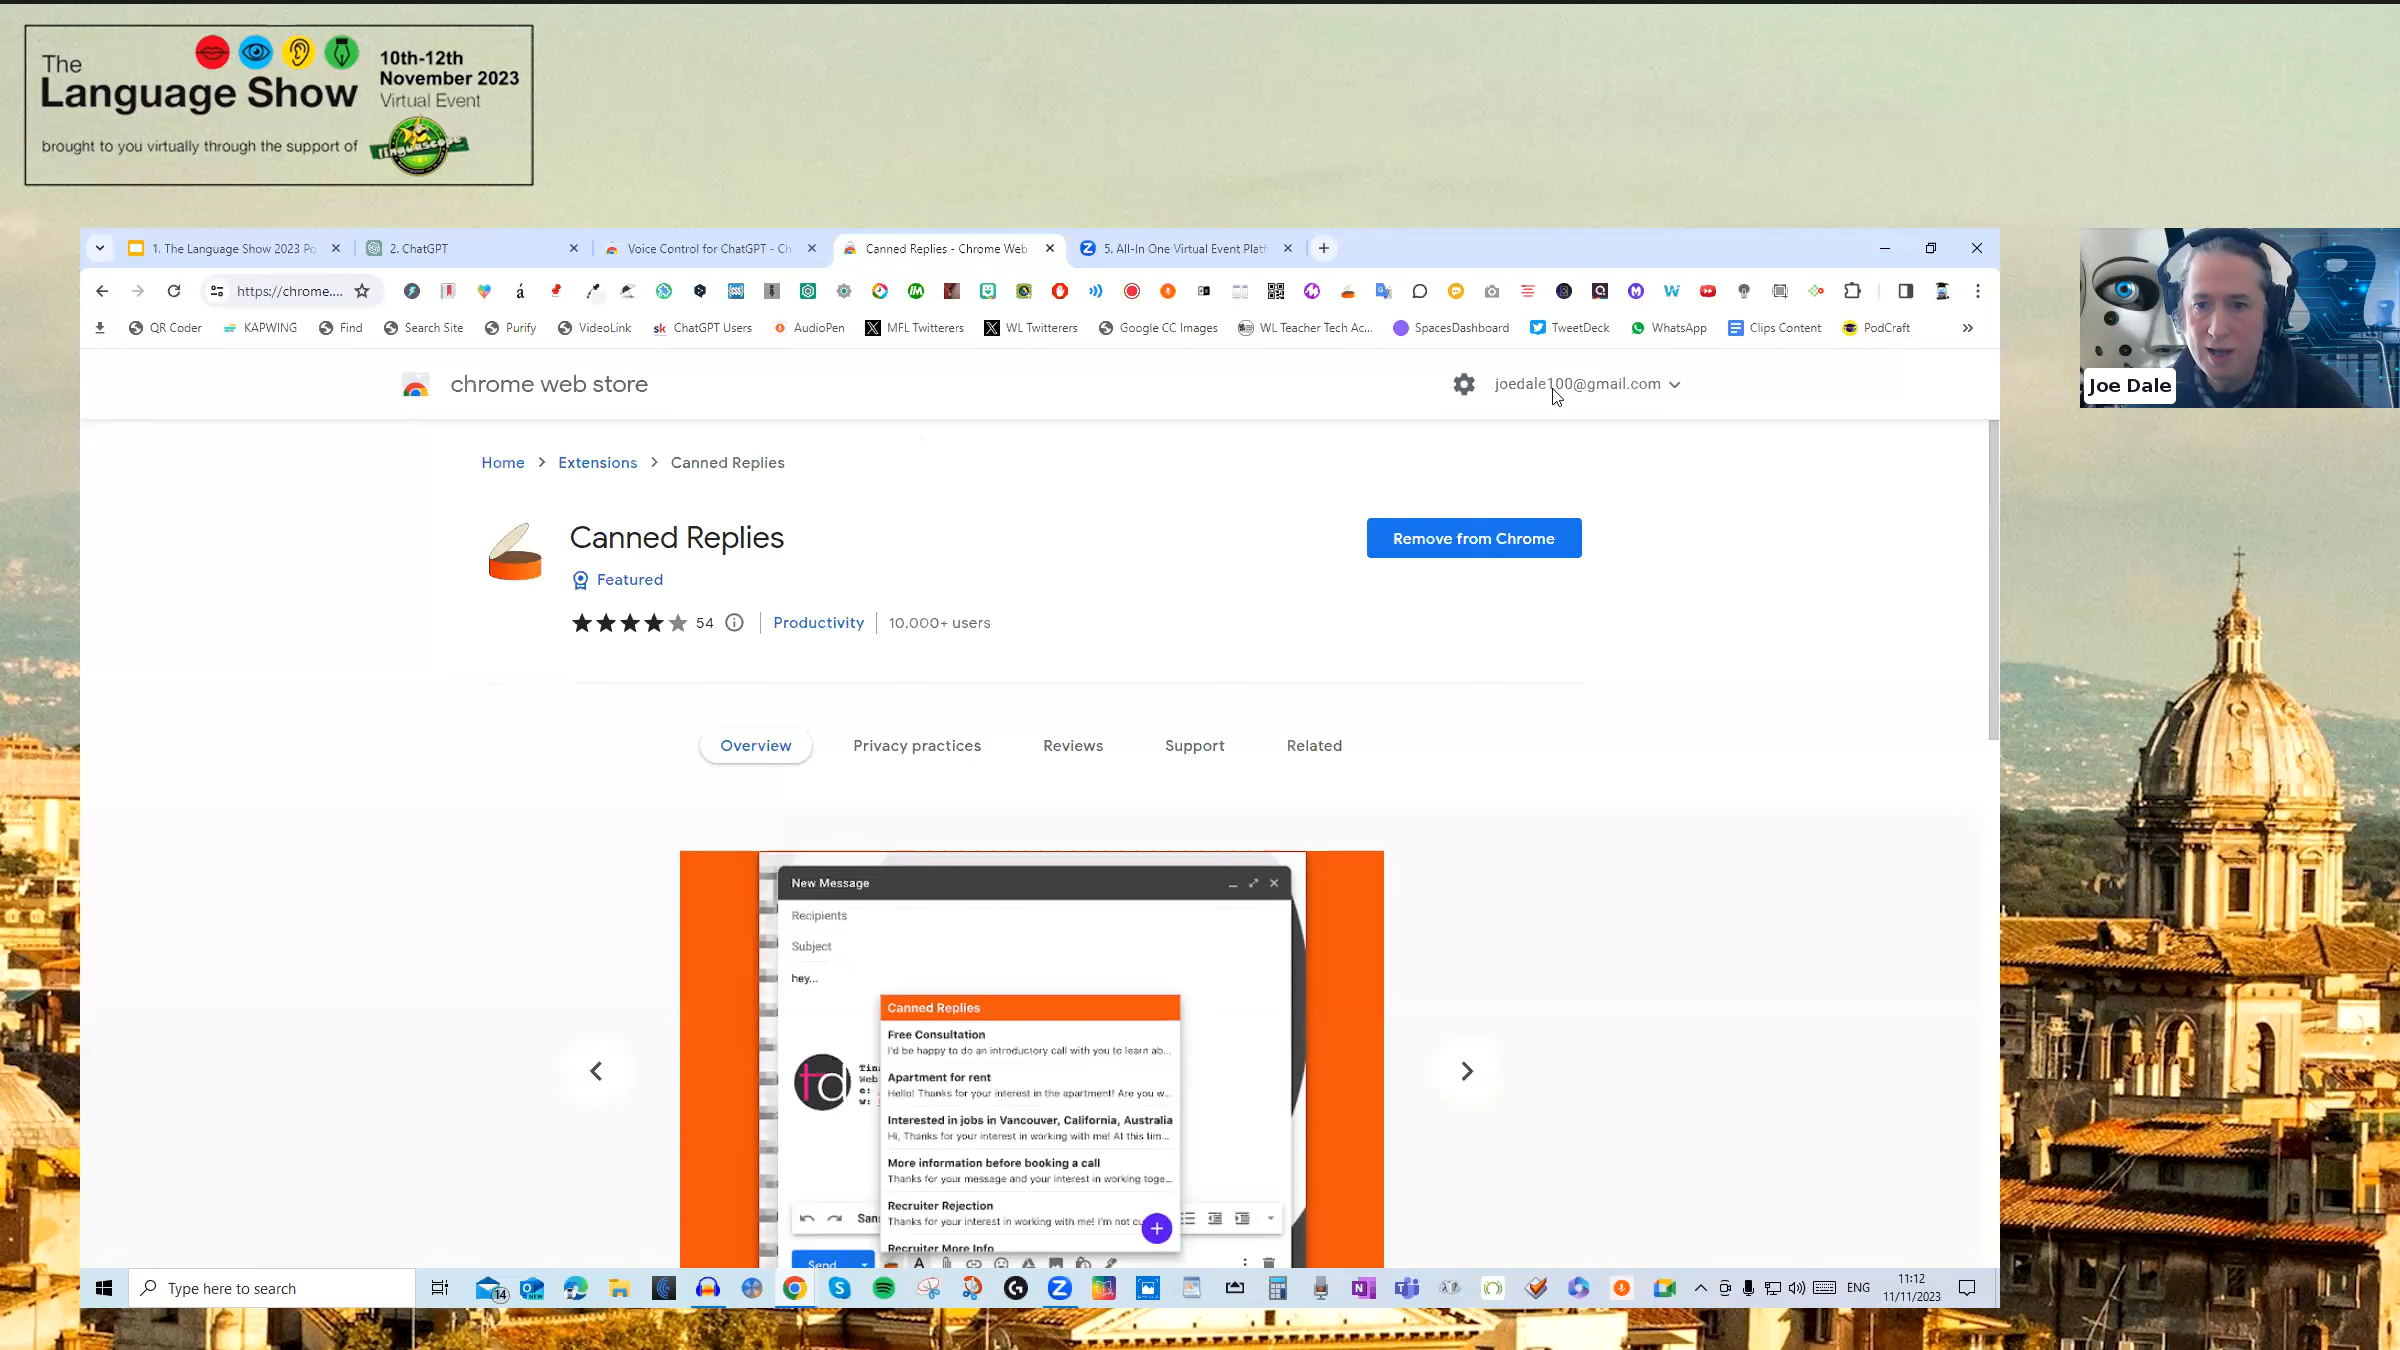 The
Language Show
10th-12th
November 2023
Virtual Event
brought to you virtually through the support of
linguascope
1. The Language Show 2023 Po
2. ChatGPT
Voice Control for ChatGPT - Ch
Canned Replies - Chrome Web
5. All-In One Virtual Event Platf
https://chrome....
QR Coder
KAPWING
Find
Search Site
Purify
VideoLink
sk ChatGPT Users
AudioPen
MFL Twitterers
WL Twitterers
Google CC Images
WL Teacher Tech Ac...
SpacesDashboard
TweetDeck
WhatsApp
Clips Content
PodCraft
chrome web store
joedale100@gmail.com
Joe Dale
Home > Extensions > Canned Replies
Canned Replies
Remove from Chrome
Featured
54
Productivity
10,000+ users
Overview
Privacy practices
Reviews
Support
Related
New Message
Recipients
Subject
hey...
Canned Replies
Free Consultation
I'd be happy to do an introductory call with you to learn ab...
Apartment for rent
Hello! Thanks for your interest in the apartment! Are you w...
Interested in jobs in Vancouver, California, Australia
Hi, Thanks for your interest in working with me! At this tim...
More information before booking a call
Thanks for your message and your interest in working toge...
Recruiter Rejection
Thanks for your interest in working with me! I'm not cu
Recruiter More Info
td
Tina
Web
e:
w:
Sans
Send
Type here to search
14
ENG
11:12
11/11/2023